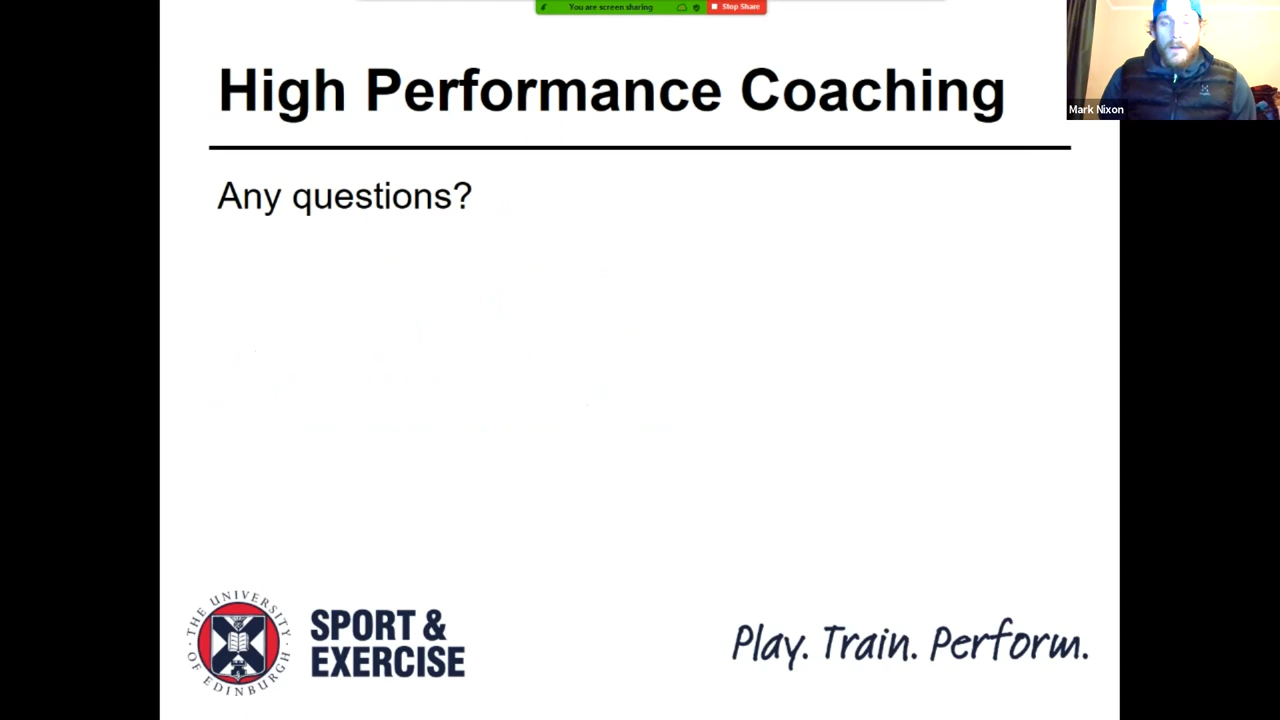 You are screen sharing
Stop Share
High Performance Coaching
Mark Nixon
Any questions?
THE UNIVERSITY OF EDINBURGH
SPORT &
EXERCISE
Play. Train. Perform.